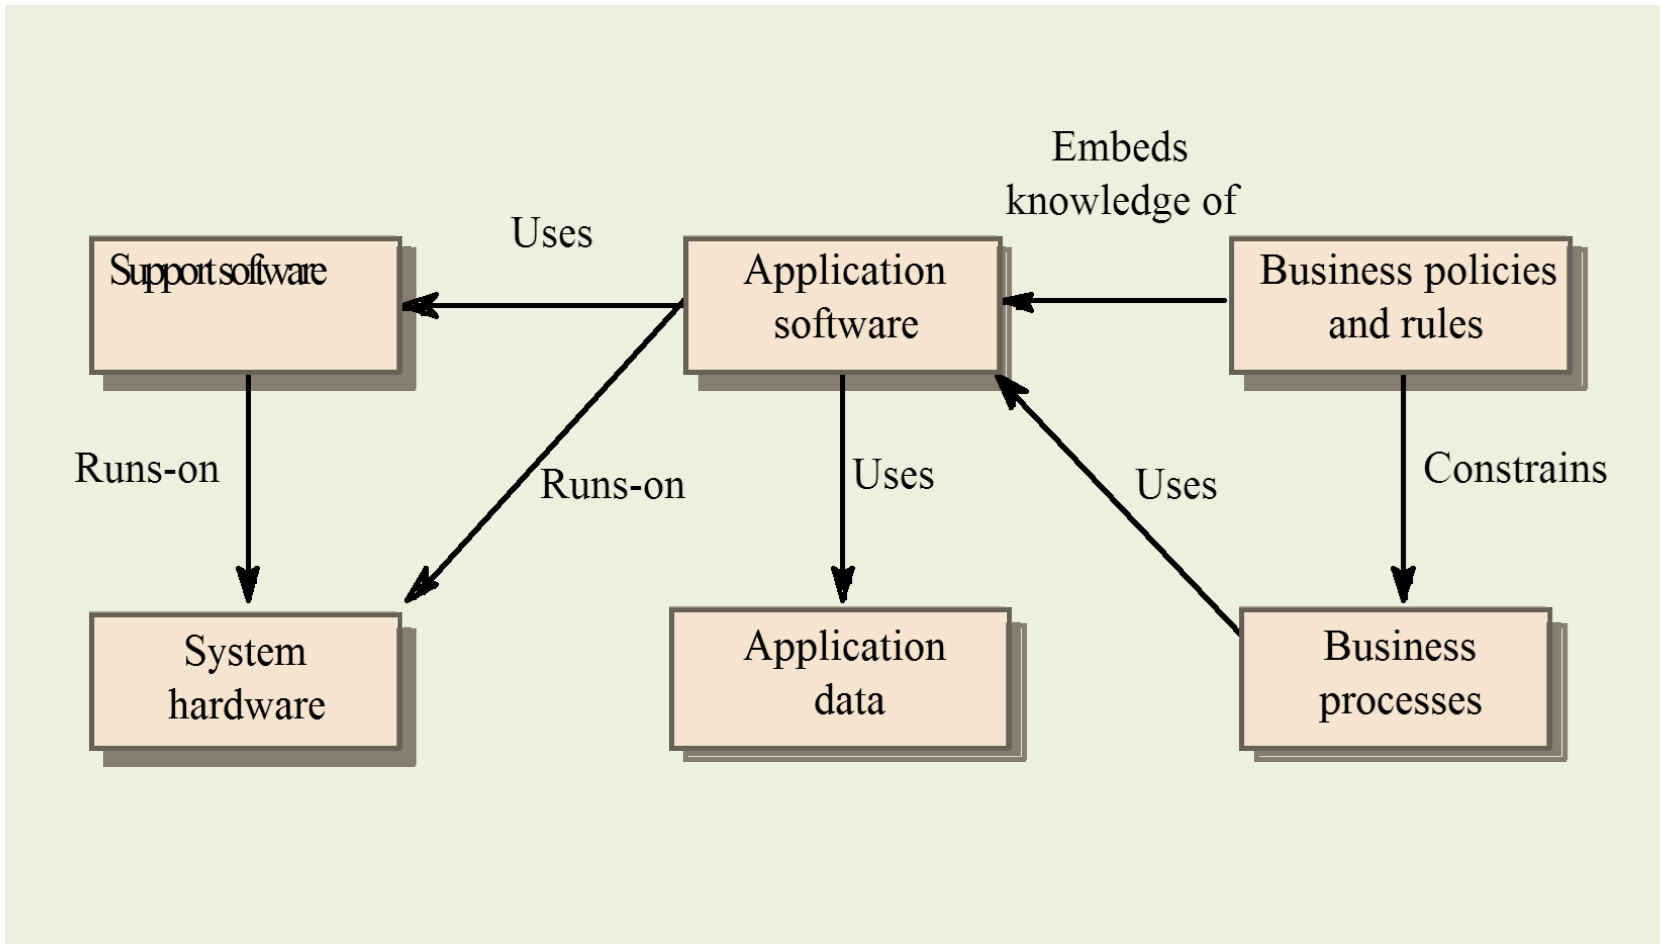 Embeds
knowledge of
Uses
Support software
Application
software
Business policies
and rules
Runs-on
Runs-on
Uses
Uses
Constrains
System
hardware
Application
data
Business
processes